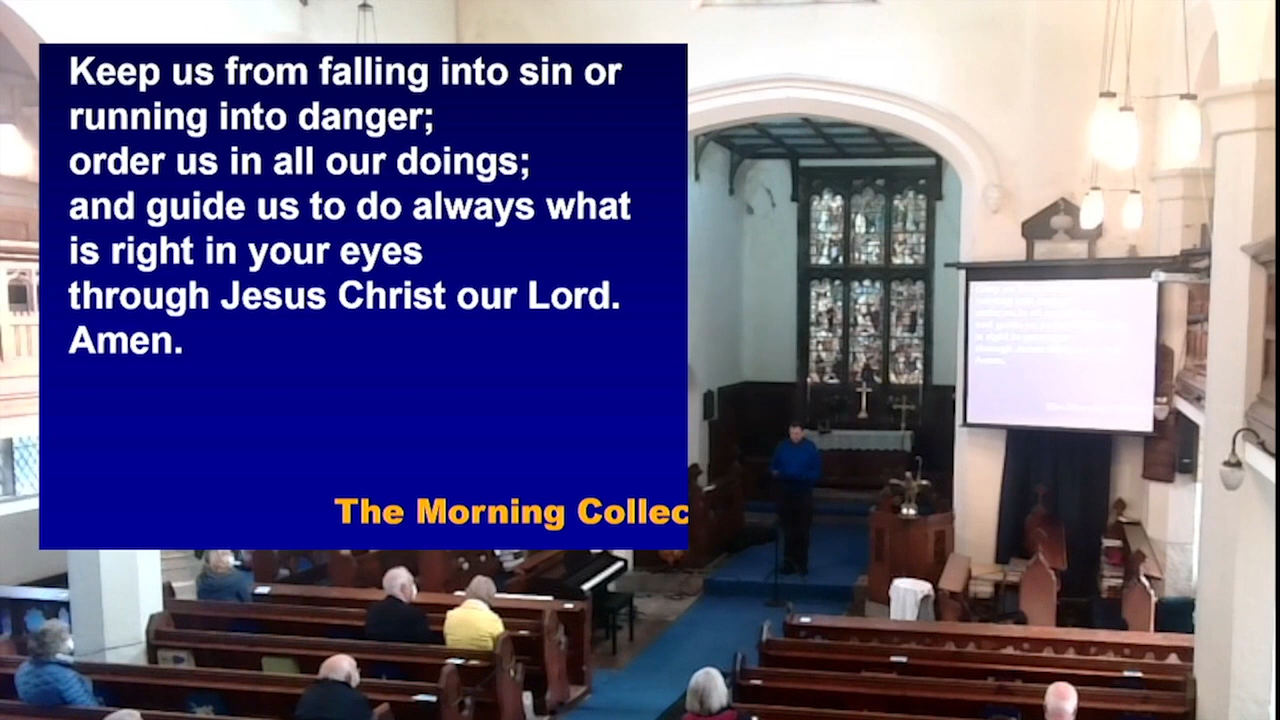 Keep us from falling into sin or
running into danger;
order us in all our doings;
and guide us to do always what
is right in your eyes
through Jesus Christ our Lord.
Amen.
The Morning Collec